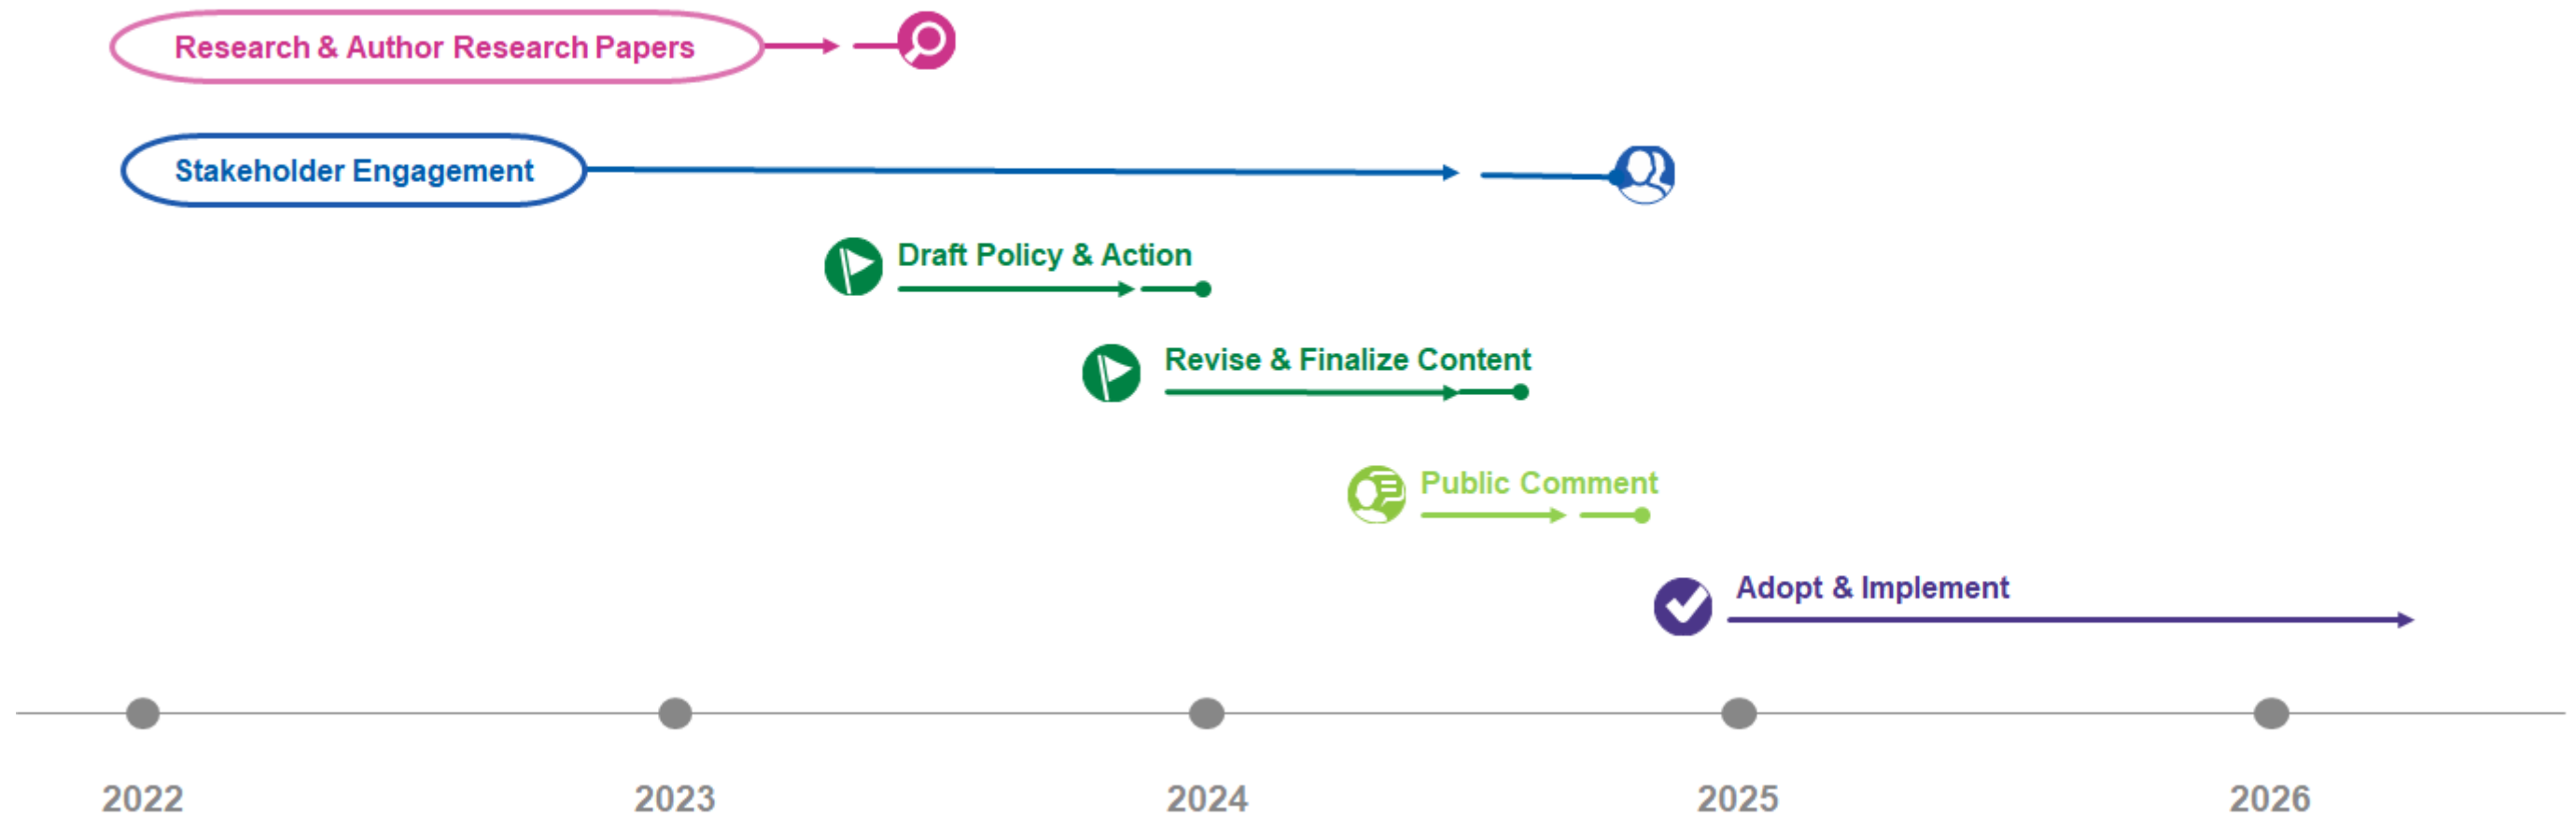 Research & Author Research Papers
Stakeholder Engagement
Draft Policy & Action
Revise & Finalize Content
Public Comment
Adopt & Implement
2022 2023 2024 2025 2026